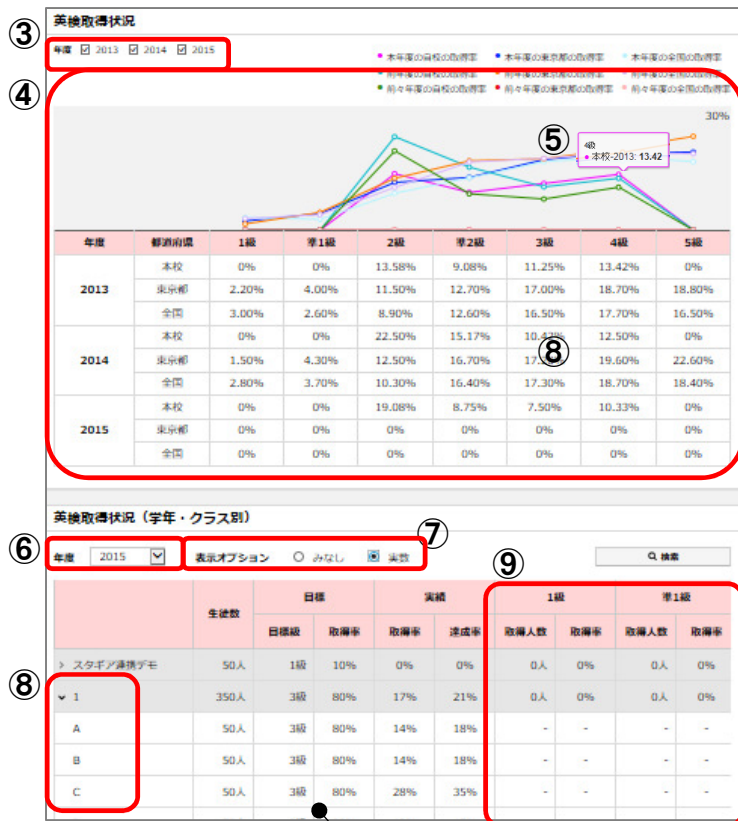 英検取得状況
③
年度 2013 2014 2015
本年度の自校の取得率 本年度の東京都の取得率 本年度の全国の取得率
前年度の自校の取得率 前年度の東京都の取得率 前年度の全国の取得率
前々年度の自校の取得率 前々年度の東京都の取得率 前々年度の全国の取得率
④
30%
⑤
4級
本校-2013: 13.42
年度 都道府県 1級 準1級 2級 準2級 3級 4級 5級
2013 本校 0% 0% 13.58% 9.08% 11.25% 13.42% 0%
東京都 2.20% 4.00% 11.50% 12.70% 17.00% 18.70% 18.80%
全国 3.00% 2.60% 8.90% 12.60% 16.50% 17.70% 16.50%
2014 本校 0% 0% 22.50% 15.17% 10.42% 12.50% 0%
東京都 1.50% 4.30% 12.50% 16.70% ⑧ 19.60% 22.60%
全国 2.80% 3.70% 10.30% 16.40% 17.30% 18.70% 18.40%
2015 本校 0% 0% 19.08% 8.75% 7.50% 10.33% 0%
東京都 0% 0% 0% 0% 0% 0% 0%
全国 0% 0% 0% 0% 0% 0% 0%
英検取得状況（学年・クラス別）
⑥ ⑦
年度 2015 表示オプション みなし 実数 検索
⑨
生徒数 目標 実績 1級 準1級
目標級 取得率 取得率 達成率 取得人数 取得率 取得人数 取得率
> スタギア連携デモ 50人 1級 10% 0% 0% 0人 0% 0人 0%
⑧
1 350人 3級 80% 17% 21% 0人 0% 0人 0%
A 50人 3級 80% 14% 18% - - - -
B 50人 3級 80% 14% 18% - - - -
C 50人 3級 80% 28% 35% - - - -